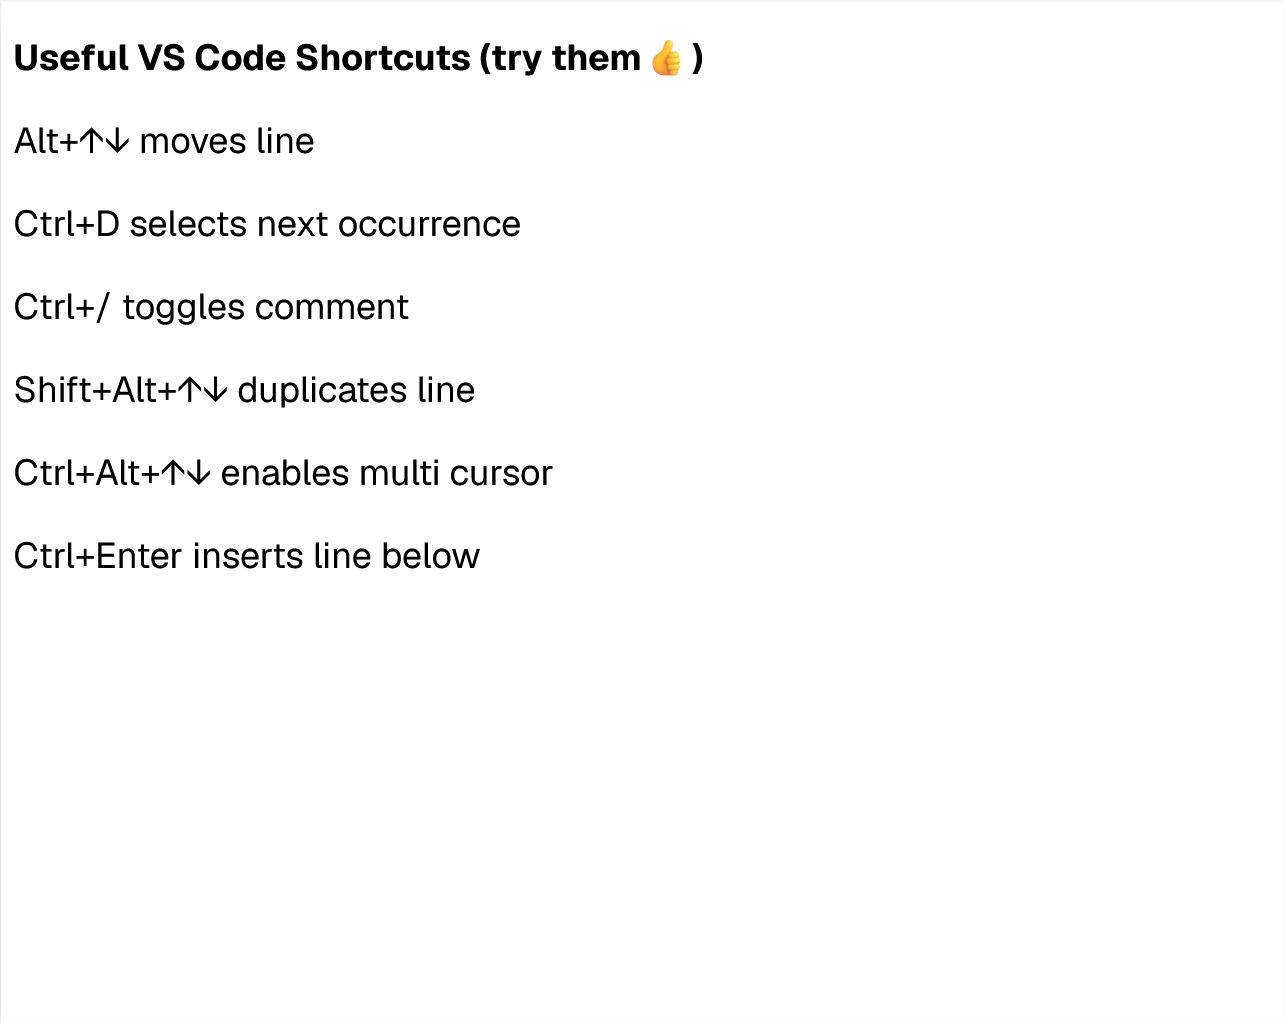 Useful VS Code Shortcuts (try them 👍 )
Alt+↑↓ moves line
Ctrl+D selects next occurrence
Ctrl+/ toggles comment
Shift+Alt+↑↓ duplicates line
Ctrl+Alt+↑↓ enables multi cursor
Ctrl+Enter inserts line below